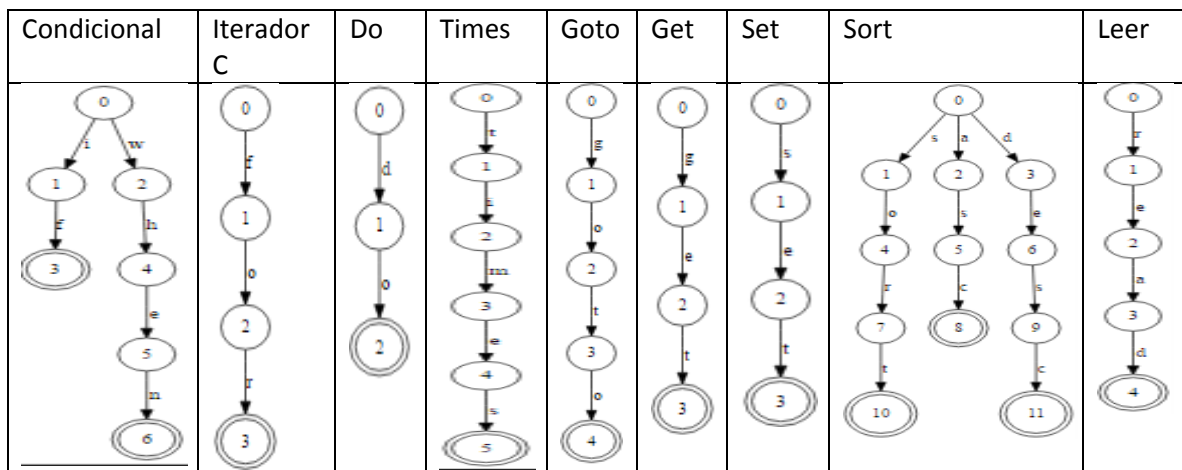 Condicional
Iterador
C
Do
Times
Goto
Get
Set
Sort
Leer
0
i w
1 2
f h
3 4
e
5
n
6
0
f
1
o
2
r
3
0
d
1
o
2
0
t
1
i
2
m
3
e
4
s
5
0
g
1
o
2
t
3
o
4
0
g
1
e
2
t
3
0
s
1
e
2
t
3
0
s a d
1 2 3
o s e
4 5 6
r c s
7 8 9
t c
10 11
0
r
1
e
2
a
3
d
4